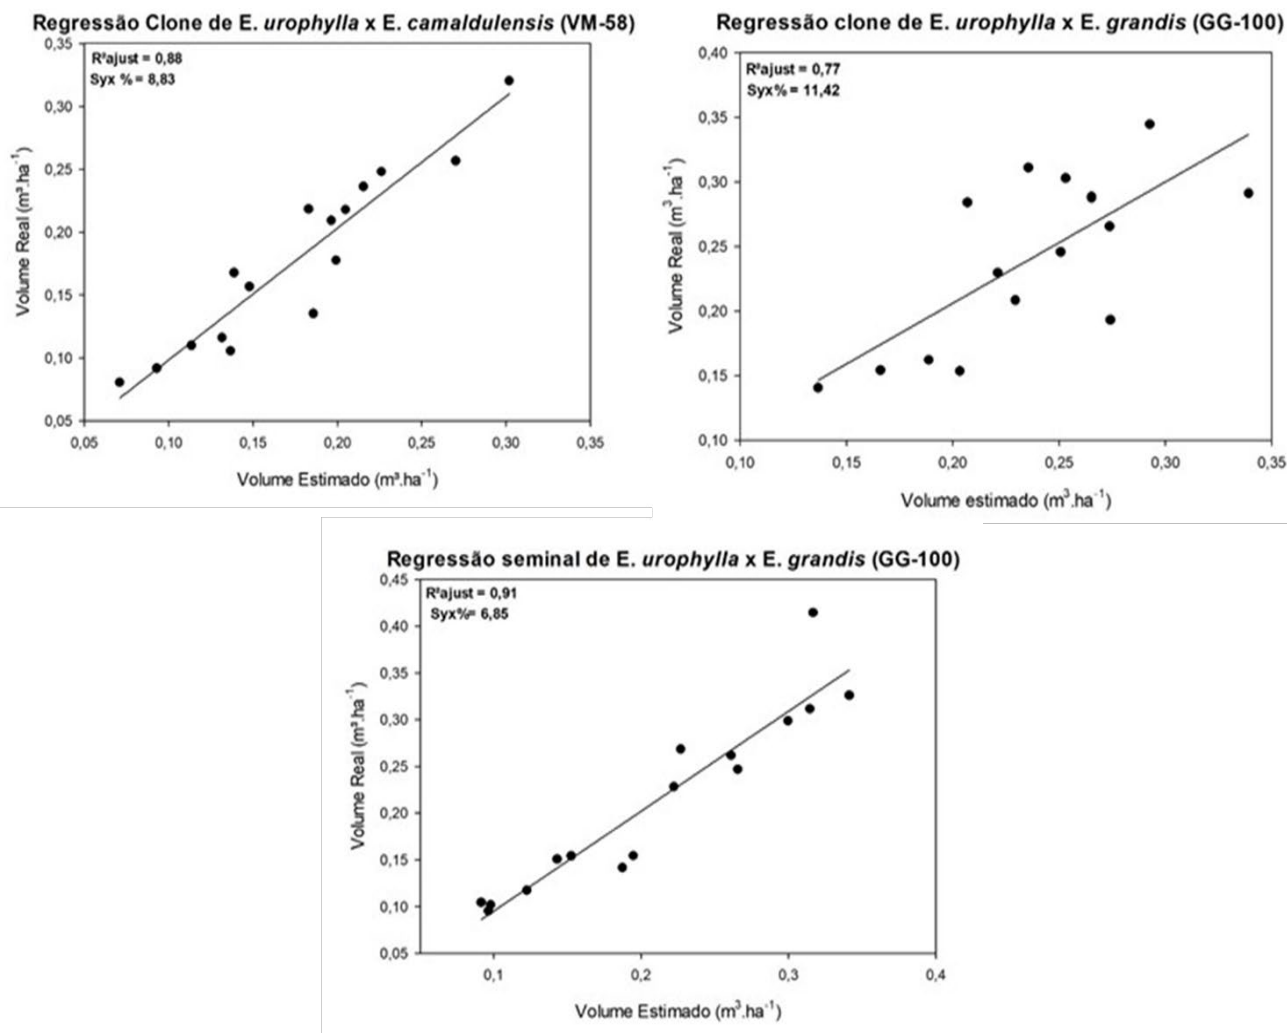 Regressão Clone de E. urophylla x E. camaldulensis (VM-58)
R²ajust = 0,88
Syx % = 8,83
Volume Real (m³.ha⁻¹)
0,35
0,30
0,25
0,20
0,15
0,10
0,05
0,05 0,10 0,15 0,20 0,25 0,30 0,35
Volume Estimado (m³.ha⁻¹)
Regressão clone de E. urophylla x E. grandis (GG-100)
R²ajust = 0,77
Syx% = 11,42
Volume Real (m³.ha⁻¹)
0,40
0,35
0,30
0,25
0,20
0,15
0,10
0,10 0,15 0,20 0,25 0,30 0,35
Volume estimado (m³.ha⁻¹)
Regressão seminal de E. urophylla x E. grandis (GG-100)
R²ajust = 0,91
Syx%= 6,85
Volume Real (m³.ha⁻¹)
0,45
0,40
0,35
0,30
0,25
0,20
0,15
0,10
0,05
0,1 0,2 0,3 0,4
Volume Estimado (m³.ha⁻¹)